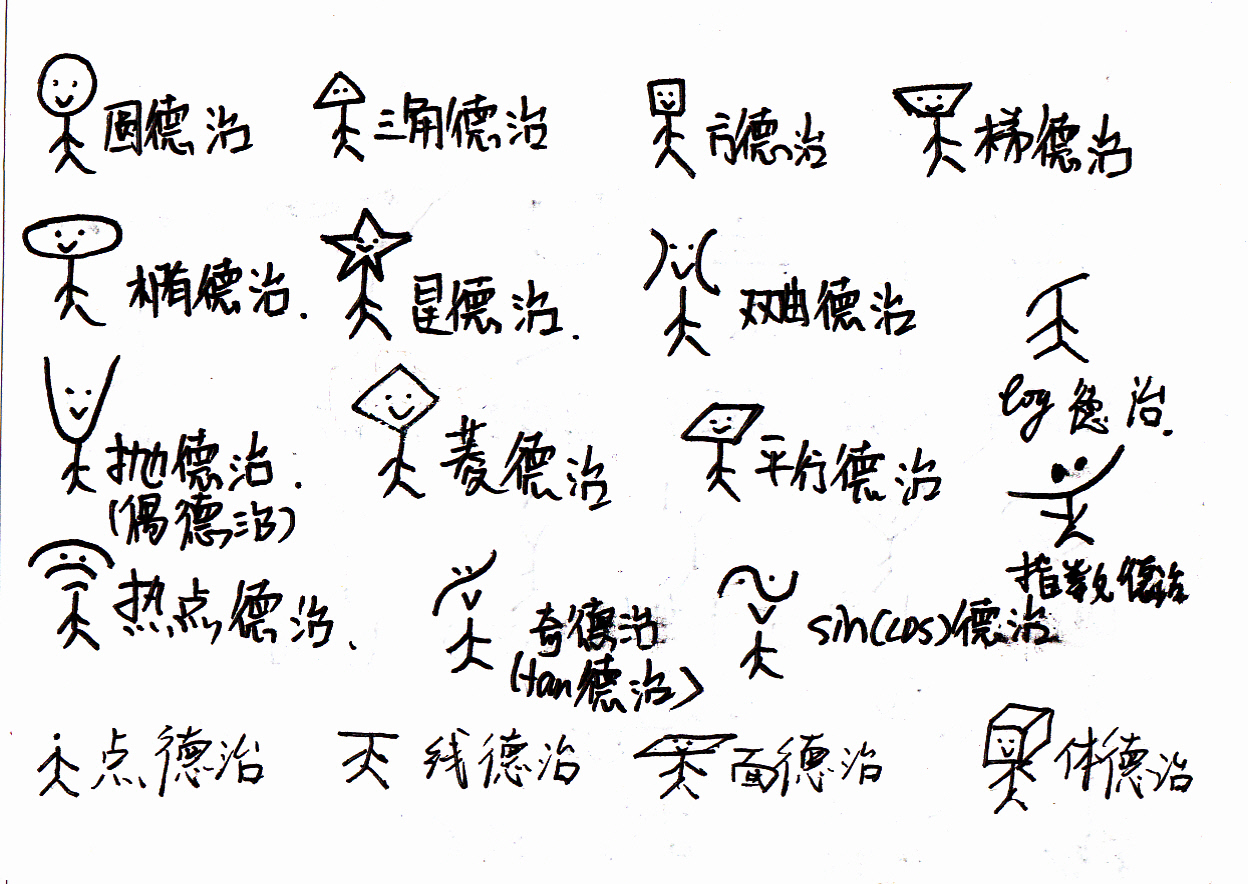 圆德治
三角德治
方德治
梯德治
椭德治.
星德治.
双曲德治
log德治.
抛德治.
(偶德治)
菱德治
平行德治
指数德治
热点德治.
奇德治
(tan德治)
sin(cos)德治
点德治
线德治
面德治
体德治